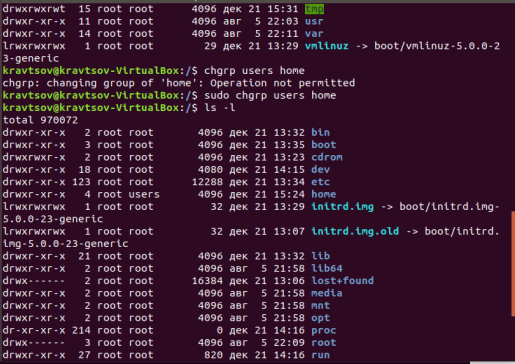 drwxrwxrwt  15 root root      4096 дек 21 15:31 tmp
drwxr-xr-x  11 root root      4096 авг  5 22:03 usr
drwxr-xr-x  14 root root      4096 авг  5 22:11 var
lrwxrwxrwx   1 root root        29 дек 21 13:29 vmlinuz -> boot/vmlinuz-5.0.0-2
3-generic
kravtsov@kravtsov-VirtualBox:/$ chgrp users home
chgrp: changing group of 'home': Operation not permitted
kravtsov@kravtsov-VirtualBox:/$ sudo chgrp users home
kravtsov@kravtsov-VirtualBox:/$ ls -l
total 970072
drwxr-xr-x   2 root root      4096 дек 21 13:32 bin
drwxr-xr-x   3 root root      4096 дек 21 13:35 boot
drwxrwxr-x   2 root root      4096 дек 21 13:23 cdrom
drwxr-xr-x  18 root root      4080 дек 21 14:15 dev
drwxr-xr-x 123 root root     12288 дек 21 13:34 etc
drwxr-xr-x   4 root users     4096 дек 21 15:24 home
lrwxrwxrwx   1 root root        32 дек 21 13:29 initrd.img -> boot/initrd.img-
5.0.0-23-generic
lrwxrwxrwx   1 root root        32 дек 21 13:07 initrd.img.old -> boot/initrd.
img-5.0.0-23-generic
drwxr-xr-x  21 root root      4096 дек 21 13:32 lib
drwxr-xr-x   2 root root      4096 авг  5 21:58 lib64
drwx------   2 root root     16384 дек 21 13:06 lost+found
drwxr-xr-x   2 root root      4096 авг  5 21:58 media
drwxr-xr-x   2 root root      4096 авг  5 21:58 mnt
drwxr-xr-x   2 root root      4096 авг  5 21:58 opt
dr-xr-xr-x 214 root root         0 дек 21 14:16 proc
drwx------   3 root root      4096 авг  5 22:09 root
drwxr-xr-x  27 root root       820 дек 21 14:16 run